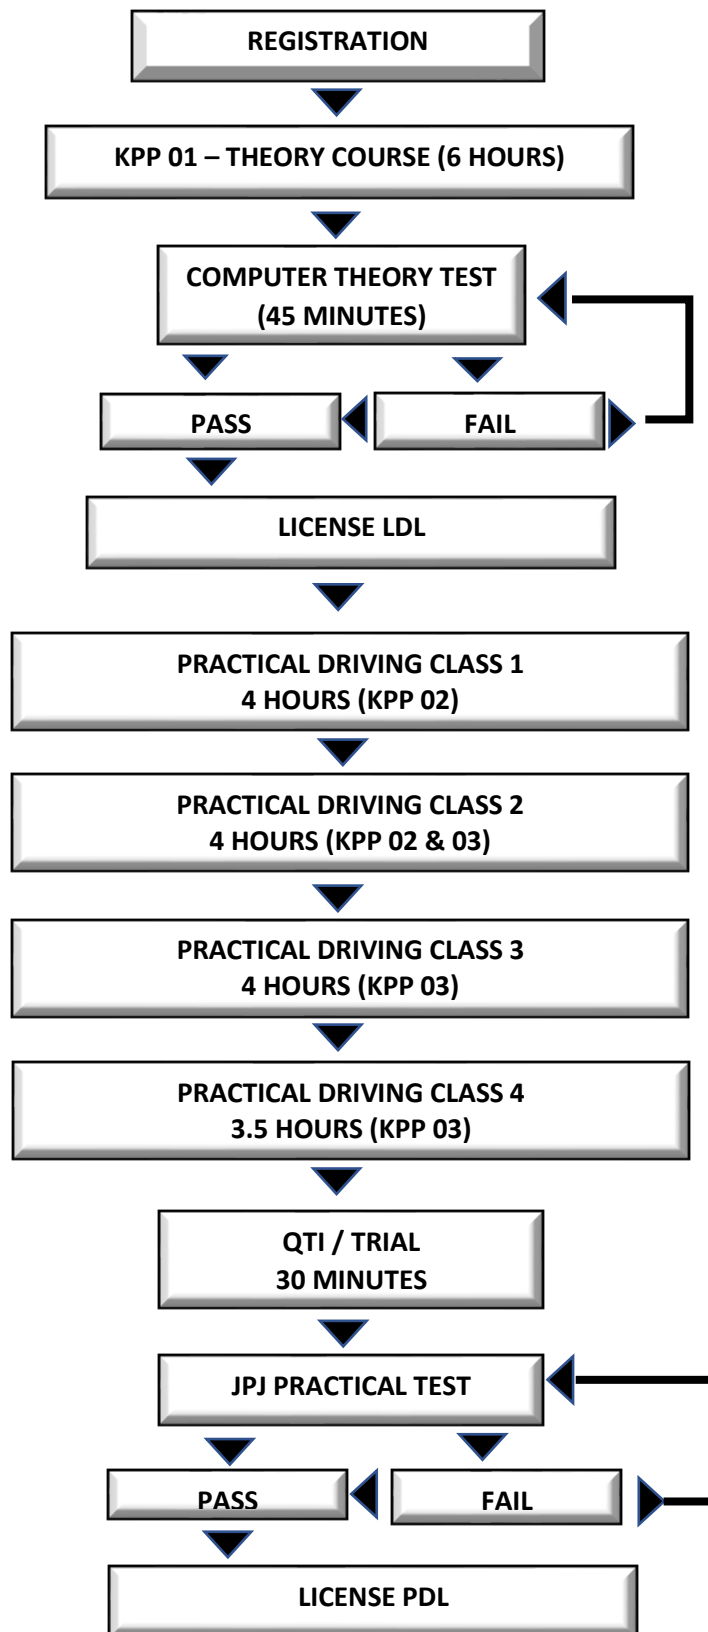 REGISTRATION
KPP 01 – THEORY COURSE (6 HOURS)
COMPUTER THEORY TEST
(45 MINUTES)
PASS
FAIL
LICENSE LDL
PRACTICAL DRIVING CLASS 1
4 HOURS (KPP 02)
PRACTICAL DRIVING CLASS 2
4 HOURS (KPP 02 & 03)
PRACTICAL DRIVING CLASS 3
4 HOURS (KPP 03)
PRACTICAL DRIVING CLASS 4
3.5 HOURS (KPP 03)
QTI / TRIAL
30 MINUTES
JPJ PRACTICAL TEST
PASS
FAIL
LICENSE PDL